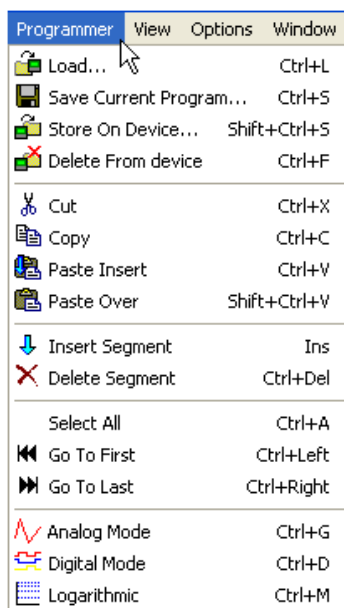 Programmer View Options Window
Load... Ctrl+L
Save Current Program... Ctrl+S
Store On Device... Shift+Ctrl+S
Delete From device Ctrl+F
Cut Ctrl+X
Copy Ctrl+C
Paste Insert Ctrl+V
Paste Over Shift+Ctrl+V
Insert Segment Ins
Delete Segment Ctrl+Del
Select All Ctrl+A
Go To First Ctrl+Left
Go To Last Ctrl+Right
Analog Mode Ctrl+G
Digital Mode Ctrl+D
Logarithmic Ctrl+M